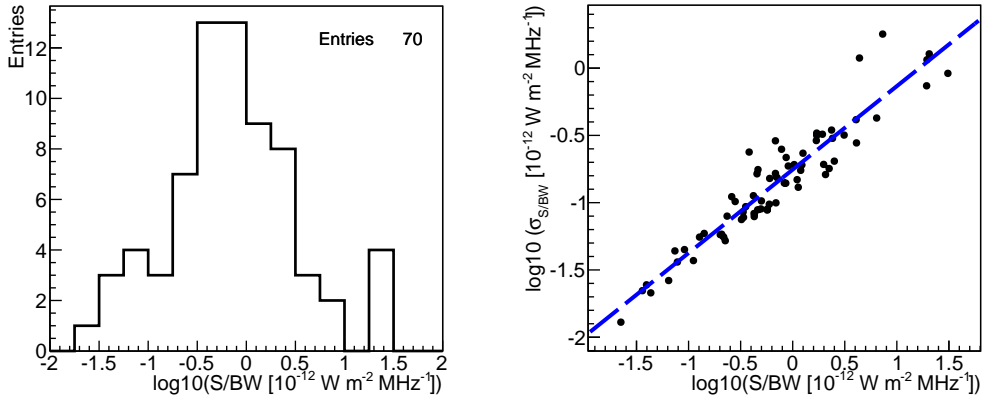 Entries
Entries 70
12
10
8
6
4
2
0
-2 -1.5 -1 -0.5 0 0.5 1 1.5 2
log10(S/BW [10⁻¹² W m⁻² MHz⁻¹])
log10 (σ_S/BW [10⁻¹² W m⁻² MHz⁻¹])
0
-0.5
-1
-1.5
-2
-1.5 -1 -0.5 0 0.5 1 1.5
log10(S/BW [10⁻¹² W m⁻² MHz⁻¹])